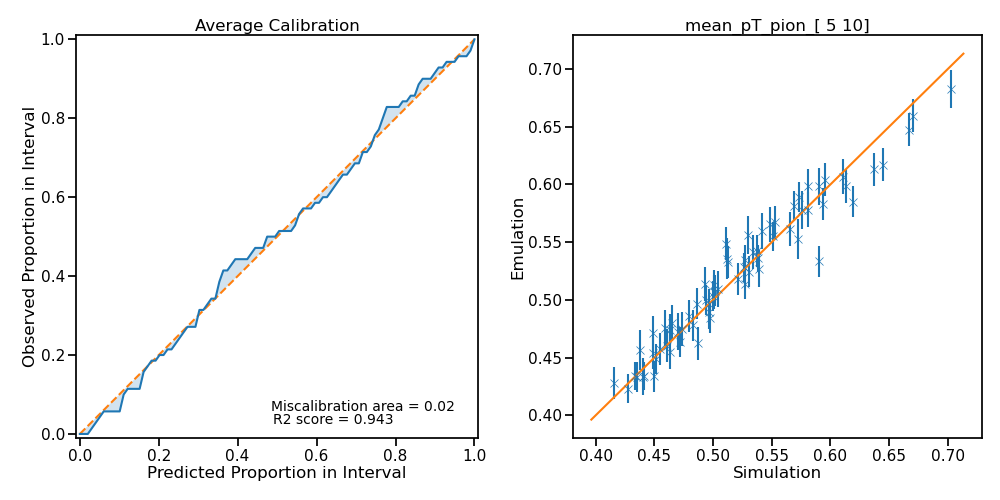 Average Calibration
1.0
0.8
0.6
0.4
0.2
0.0
Observed Proportion in Interval
Miscalibration area = 0.02
R2 score = 0.943
0.0 0.2 0.4 0.6 0.8 1.0
Predicted Proportion in Interval
mean pT pion [ 5 10]
0.70
0.65
0.60
0.55
0.50
0.45
0.40
Emulation
0.40 0.45 0.50 0.55 0.60 0.65 0.70
Simulation